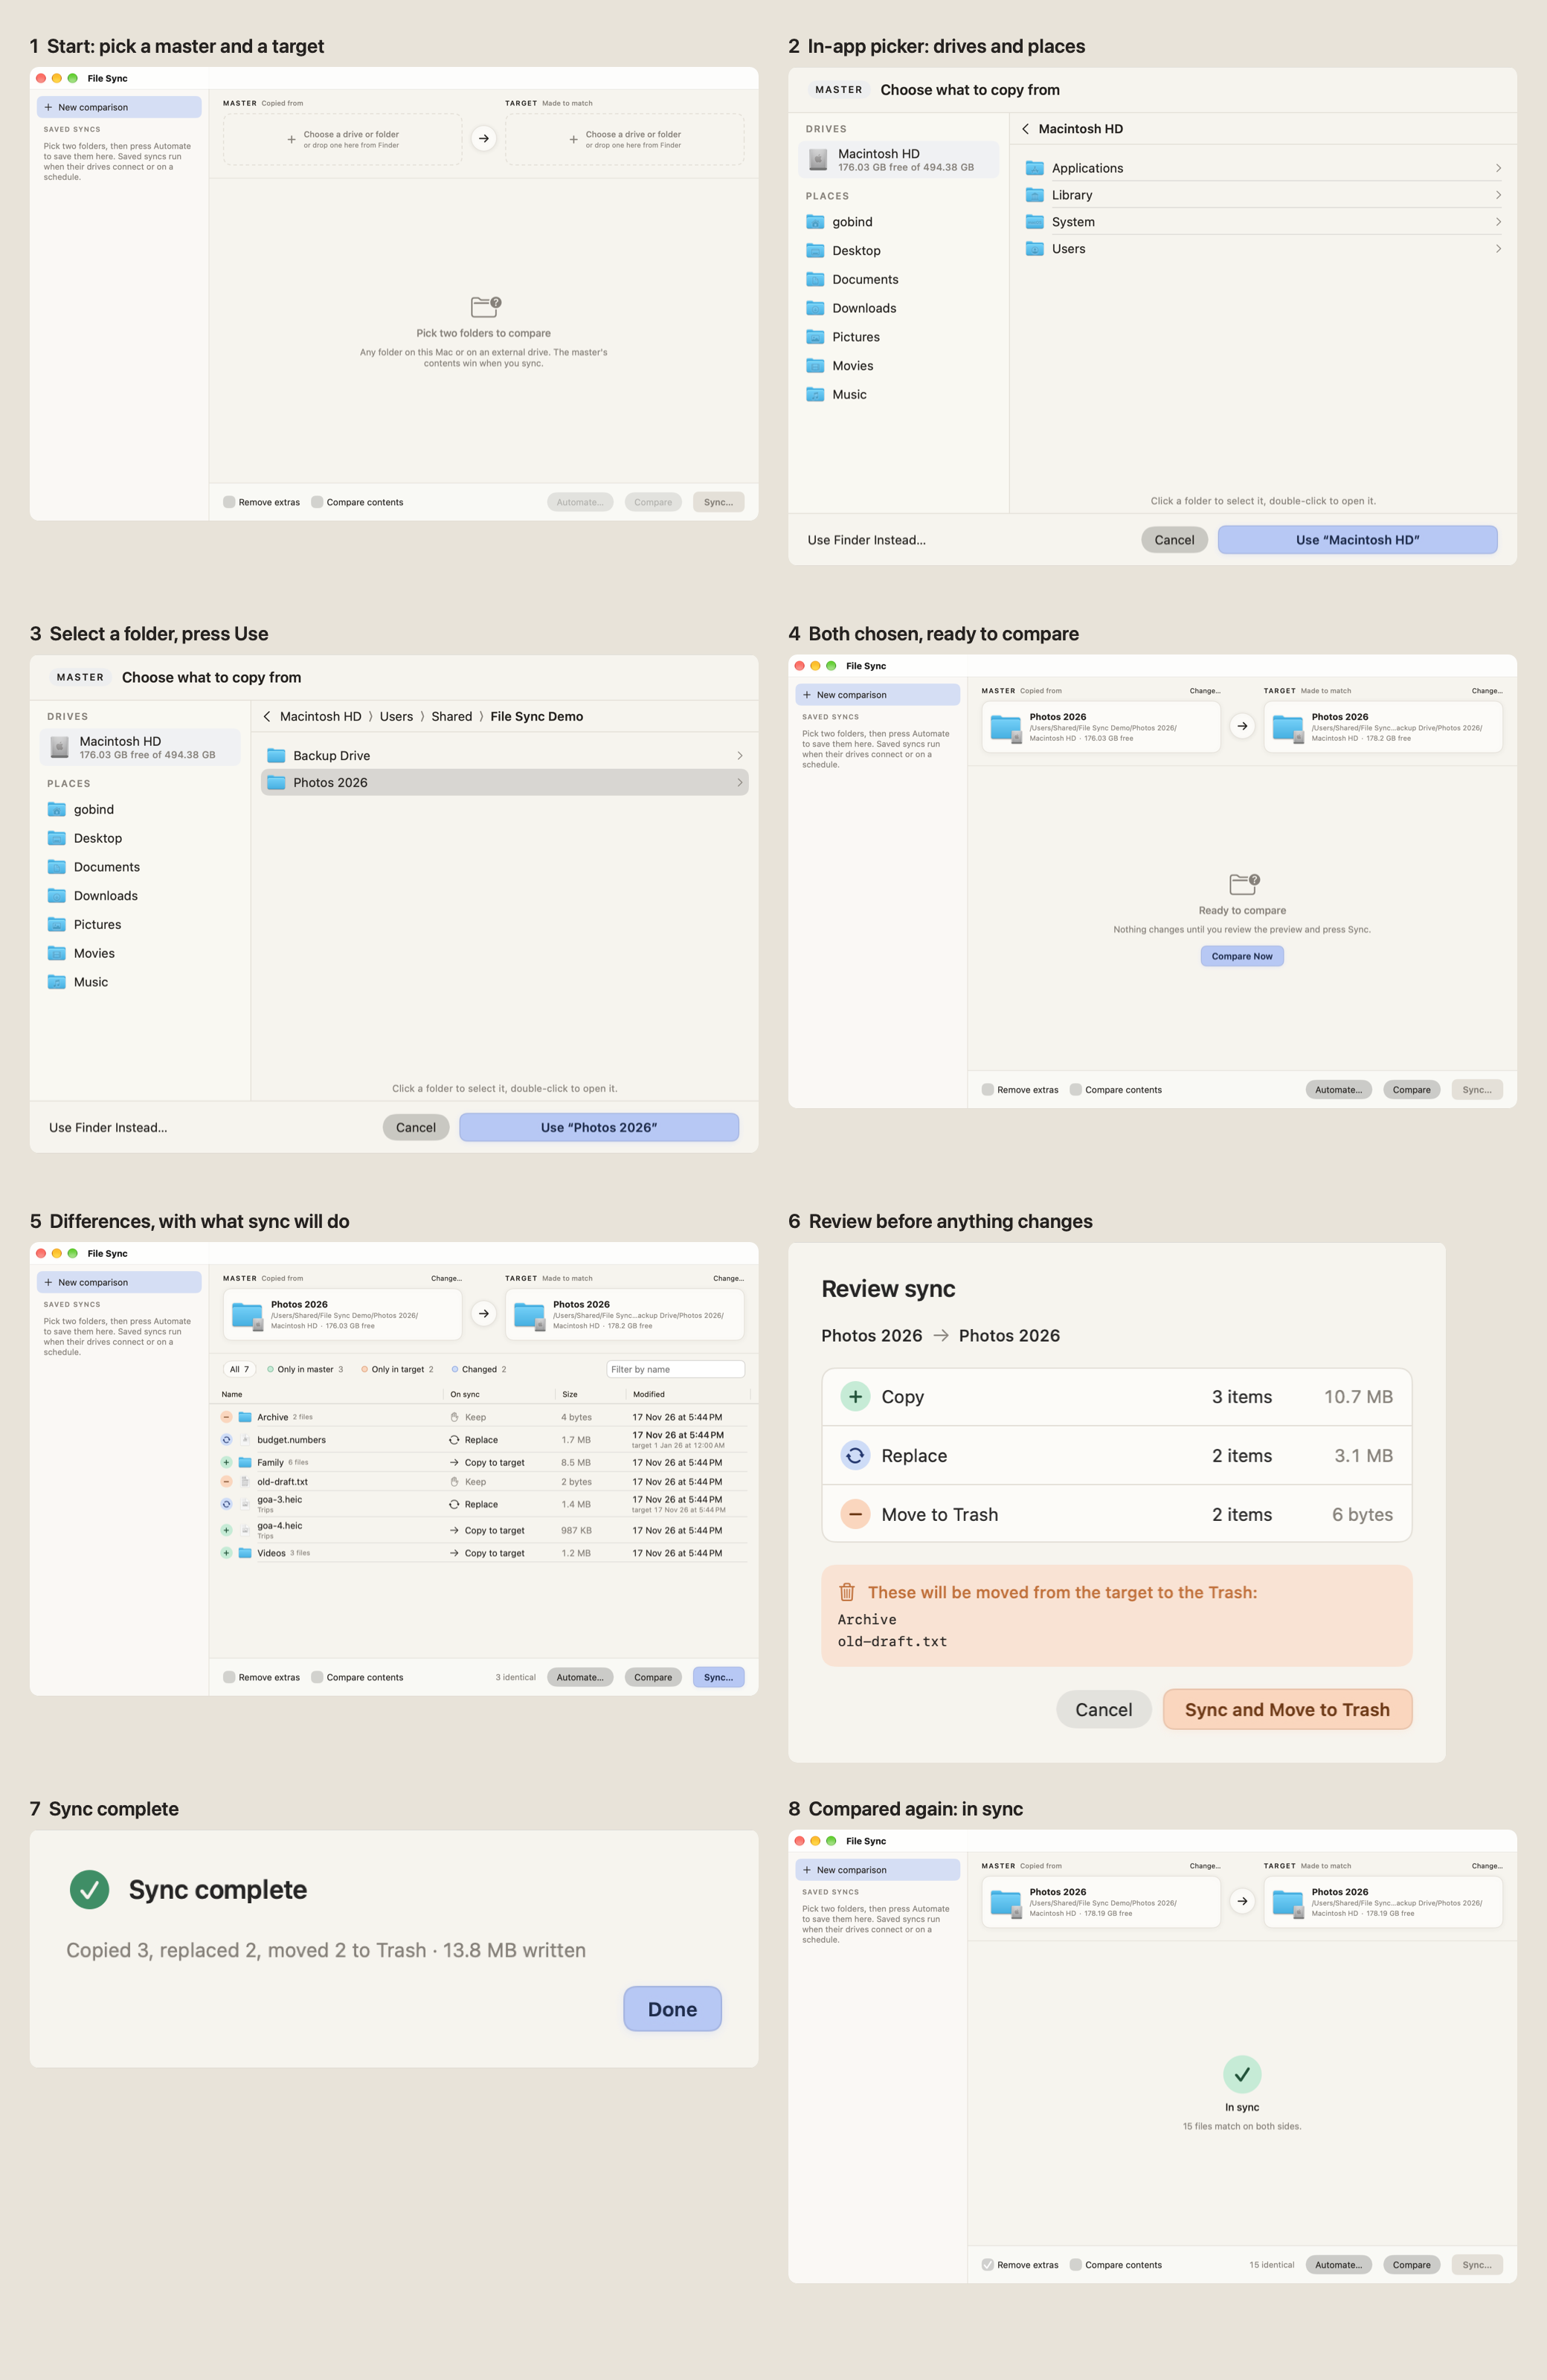 1 Start: pick a master and a target
File Sync
+ New comparison
SAVED SYNCS
Pick two folders, then press Automate
to save them here. Saved syncs run
when their drives connect or on a
schedule.
MASTER Copied from
+ Choose a drive or folder
or drop one here from Finder
→
TARGET Made to match
+ Choose a drive or folder
or drop one here from Finder
?
Pick two folders to compare
Any folder on this Mac or on an external drive. The master's
contents win when you sync.
Remove extras Compare contents Automate... Compare Sync...
2 In-app picker: drives and places
MASTER Choose what to copy from
DRIVES
Macintosh HD
176.03 GB free of 494.38 GB
PLACES
gobind
Desktop
Documents
Downloads
Pictures
Movies
Music
Macintosh HD
Applications
Library
System
Users
Click a folder to select it, double-click to open it.
Use Finder Instead... Cancel Use “Macintosh HD”
3 Select a folder, press Use
MASTER Choose what to copy from
DRIVES
Macintosh HD
176.03 GB free of 494.38 GB
PLACES
gobind
Desktop
Documents
Downloads
Pictures
Movies
Music
Macintosh HD 〉 Users 〉 Shared 〉 File Sync Demo
Backup Drive
Photos 2026
Click a folder to select it, double-click to open it.
Use Finder Instead... Cancel Use “Photos 2026”
4 Both chosen, ready to compare
File Sync
+ New comparison
SAVED SYNCS
Pick two folders, then press Automate
to save them here. Saved syncs run
when their drives connect or on a
schedule.
MASTER Copied from Change...
Photos 2026
/Users/Shared/File Sync Demo/Photos 2026/
Macintosh HD · 176.03 GB free
→
TARGET Made to match Change...
Photos 2026
/Users/Shared/File Sync...ackup Drive/Photos 2026/
Macintosh HD · 178.2 GB free
?
Ready to compare
Nothing changes until you review the preview and press Sync.
Compare Now
Remove extras Compare contents Automate... Compare Sync...
5 Differences, with what sync will do
File Sync
+ New comparison
SAVED SYNCS
Pick two folders, then press Automate
to save them here. Saved syncs run
when their drives connect or on a
schedule.
MASTER Copied from Change...
Photos 2026
/Users/Shared/File Sync Demo/Photos 2026/
Macintosh HD · 176.03 GB free
→
TARGET Made to match Change...
Photos 2026
/Users/Shared/File Sync...ackup Drive/Photos 2026/
Macintosh HD · 178.2 GB free
All 7 Only in master 3 Only in target 2 Changed 2 Filter by name
Name On sync Size Modified
Archive 2 files Keep 4 bytes 17 Nov 26 at 5:44 PM
budget.numbers Replace 1.7 MB 17 Nov 26 at 5:44 PM
target 1 Jan 26 at 12:00 AM
Family 6 files → Copy to target 8.5 MB 17 Nov 26 at 5:44 PM
old-draft.txt Keep 2 bytes 17 Nov 26 at 5:44 PM
goa-3.heic Replace 1.4 MB 17 Nov 26 at 5:44 PM
Trips target 17 Nov 26 at 5:44 PM
goa-4.heic → Copy to target 987 KB 17 Nov 26 at 5:44 PM
Trips
Videos 3 files → Copy to target 1.2 MB 17 Nov 26 at 5:44 PM
Remove extras Compare contents 3 identical Automate... Compare Sync...
6 Review before anything changes
Review sync
Photos 2026 → Photos 2026
+ Copy 3 items 10.7 MB
Replace 2 items 3.1 MB
− Move to Trash 2 items 6 bytes
These will be moved from the target to the Trash:
Archive
old-draft.txt
Cancel Sync and Move to Trash
7 Sync complete
Sync complete
Copied 3, replaced 2, moved 2 to Trash · 13.8 MB written
Done
8 Compared again: in sync
File Sync
+ New comparison
SAVED SYNCS
Pick two folders, then press Automate
to save them here. Saved syncs run
when their drives connect or on a
schedule.
MASTER Copied from Change...
Photos 2026
/Users/Shared/File Sync Demo/Photos 2026/
Macintosh HD · 178.19 GB free
→
TARGET Made to match Change...
Photos 2026
/Users/Shared/File Sync...ackup Drive/Photos 2026/
Macintosh HD · 178.19 GB free
In sync
15 files match on both sides.
Remove extras Compare contents 15 identical Automate... Compare Sync...